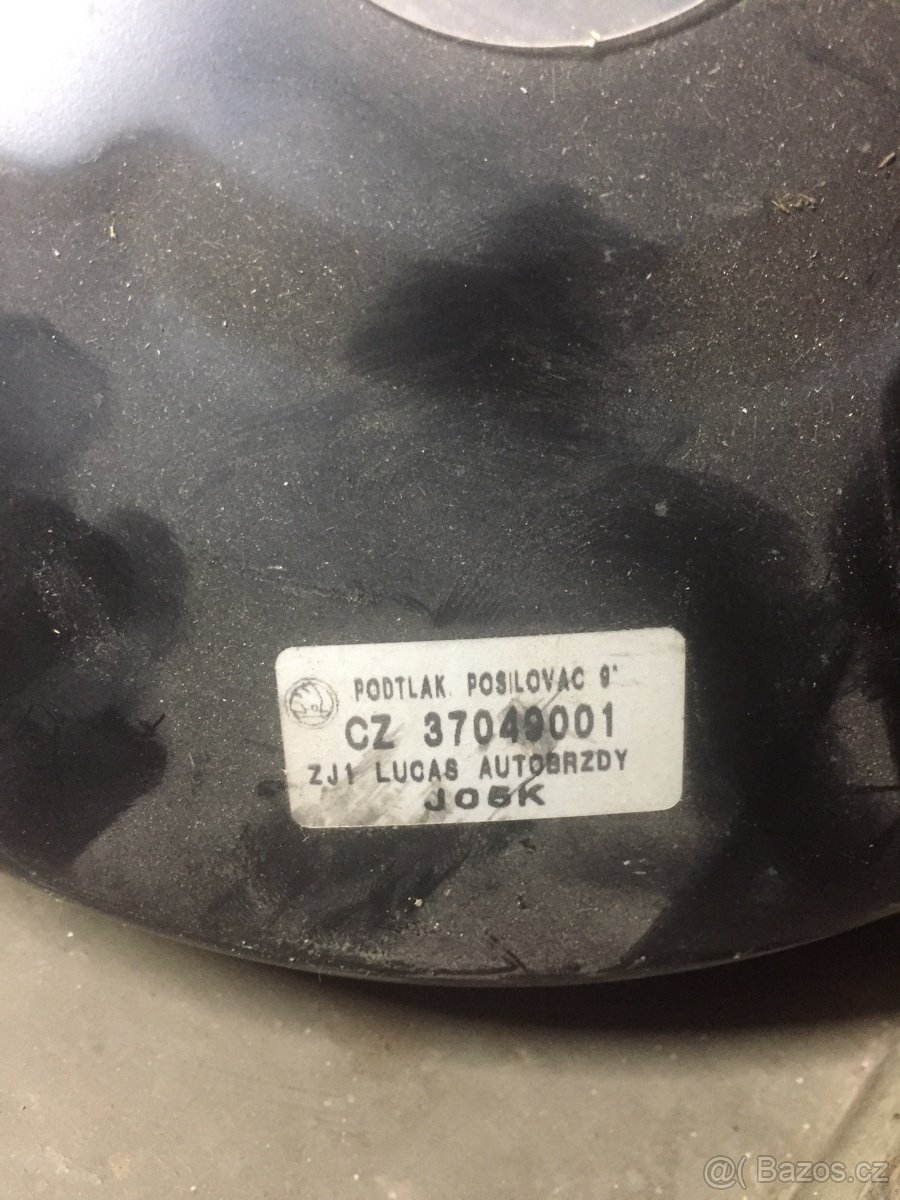 PODTLAK. POSILOVAC 9"
CZ 37049001
ZJ1 LUCAS AUTOBRZDY
J05K
@( Bazos.cz